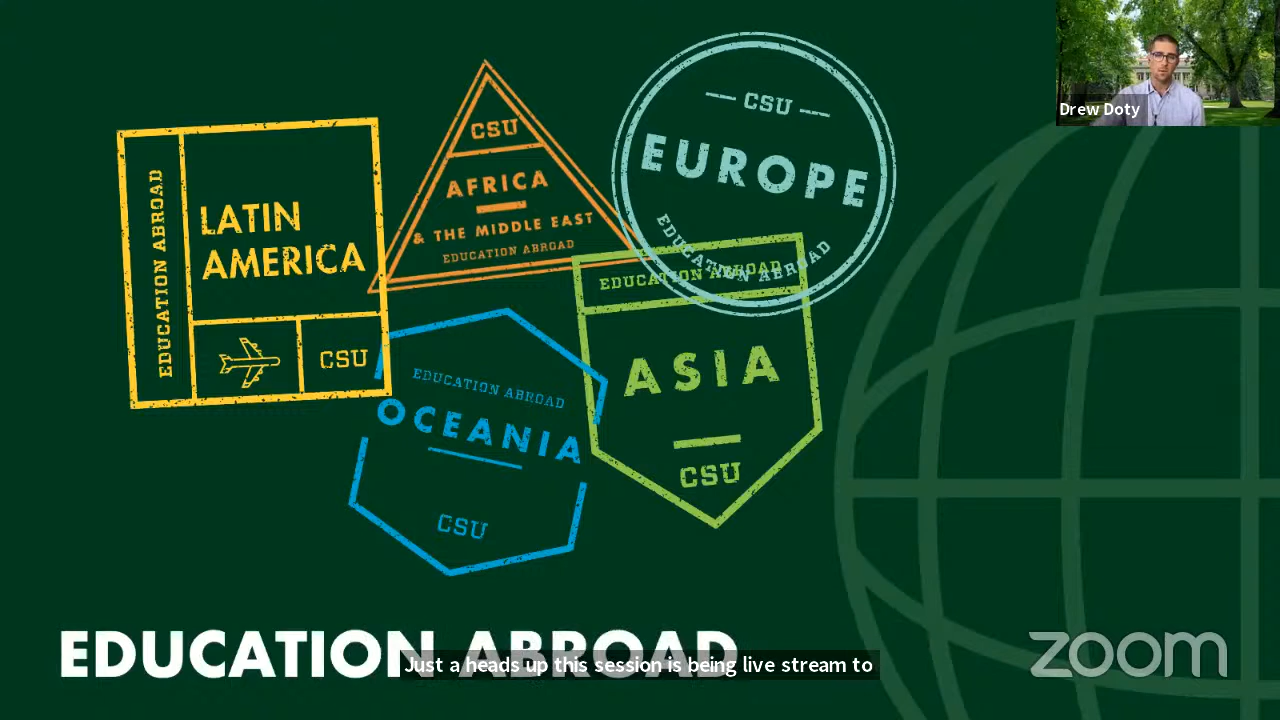 EDUCATION ABROAD
LATIN
AMERICA
CSU
CSU
AFRICA
& THE MIDDLE EAST
EDUCATION ABROAD
CSU
EUROPE
EDUCATION ABROAD
EDUCATION ABROAD
ASIA
CSU
EDUCATION ABROAD
OCEANIA
CSU
Drew Doty
EDUCATION ABROAD
Just a heads up this session is being live stream to
zoom